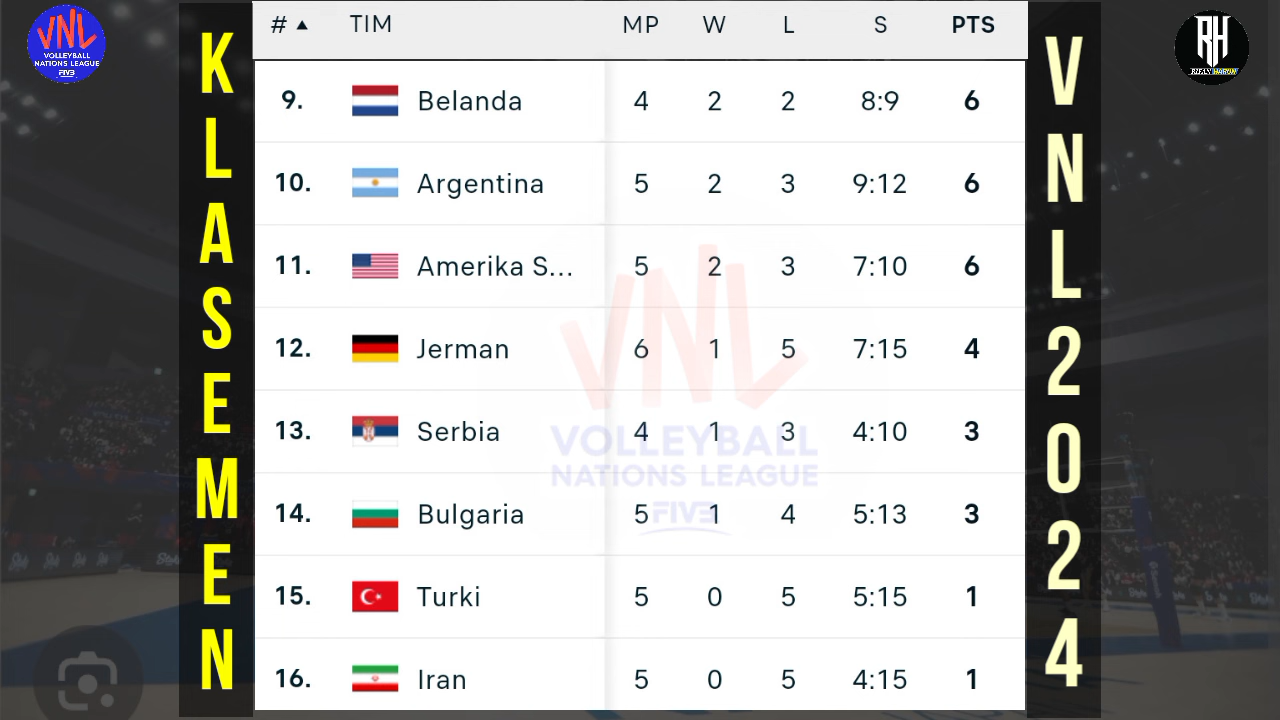 VNL
VOLLEYBALL
NATIONS LEAGUE
FIVB
KLASEMEN
# ▲ TIM MP W L S PTS
9. Belanda 4 2 2 8:9 6
10. Argentina 5 2 3 9:12 6
11. Amerika S... 5 2 3 7:10 6
12. Jerman 6 1 5 7:15 4
13. Serbia 4 1 3 4:10 3
14. Bulgaria 5 1 4 5:13 3
15. Turki 5 0 5 5:15 1
16. Iran 5 0 5 4:15 1
VNL
VOLLEYBALL
NATIONS LEAGUE
FIVB
VNL2024
RH